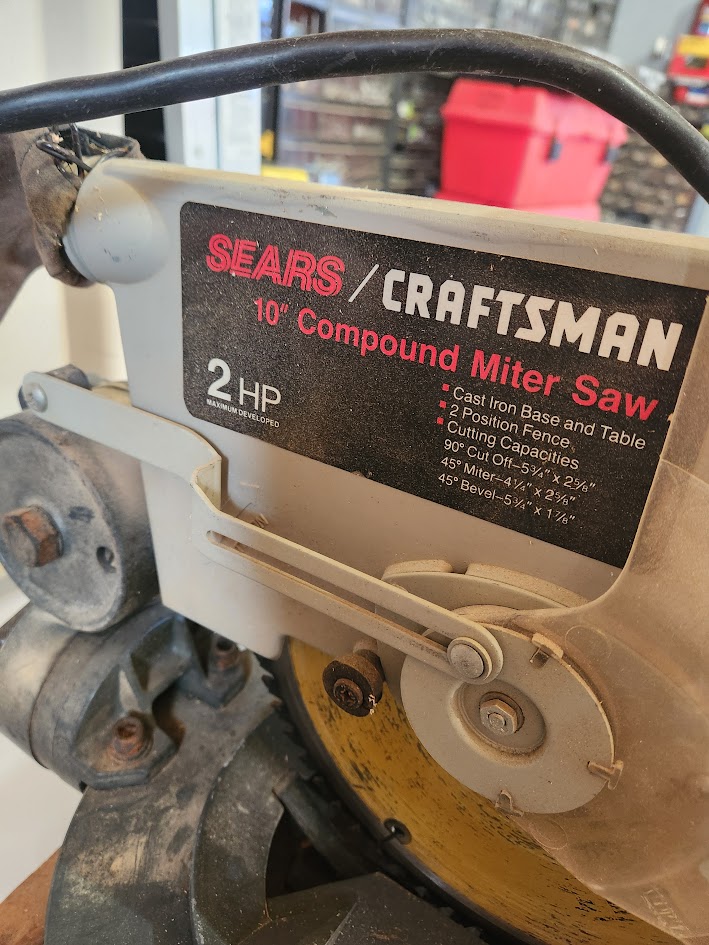 SEARS / CRAFTSMAN
10" Compound Miter Saw
2 HP
MAXIMUM DEVELOPED
Cast Iron Base and Table
2 Position Fence
Cutting Capacities
90° Cut Off–5¾" x 2⅝"
45° Miter–4¼" x 2⅝"
45° Bevel–5¾" x 1⅞"